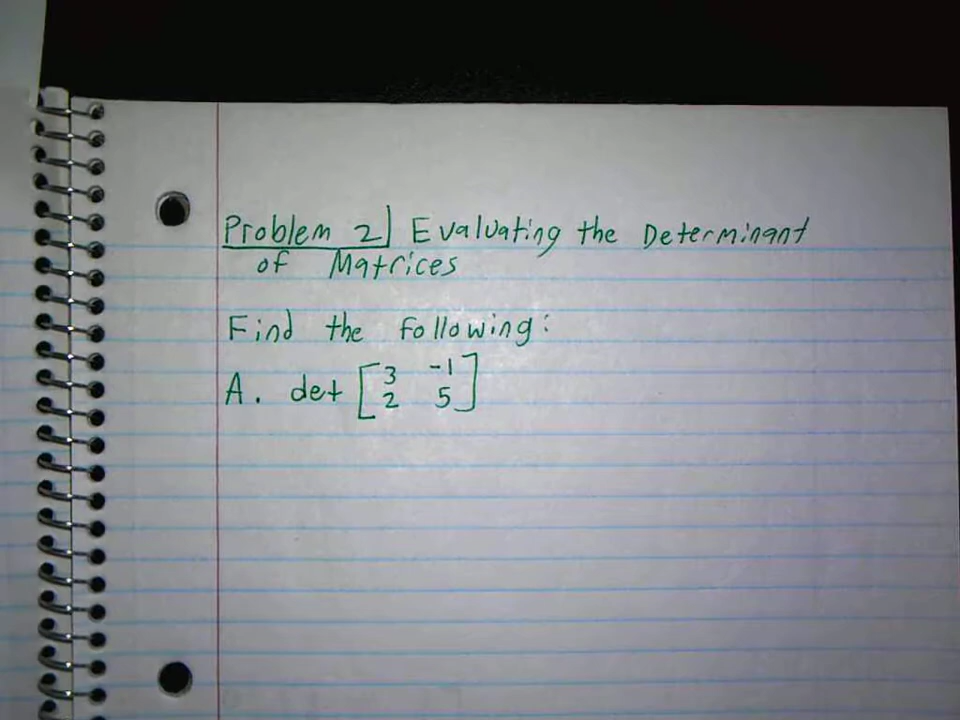 Problem 2] Evaluating the Determinant
of Matrices
Find the following:
A. det [3 -1
2 5]